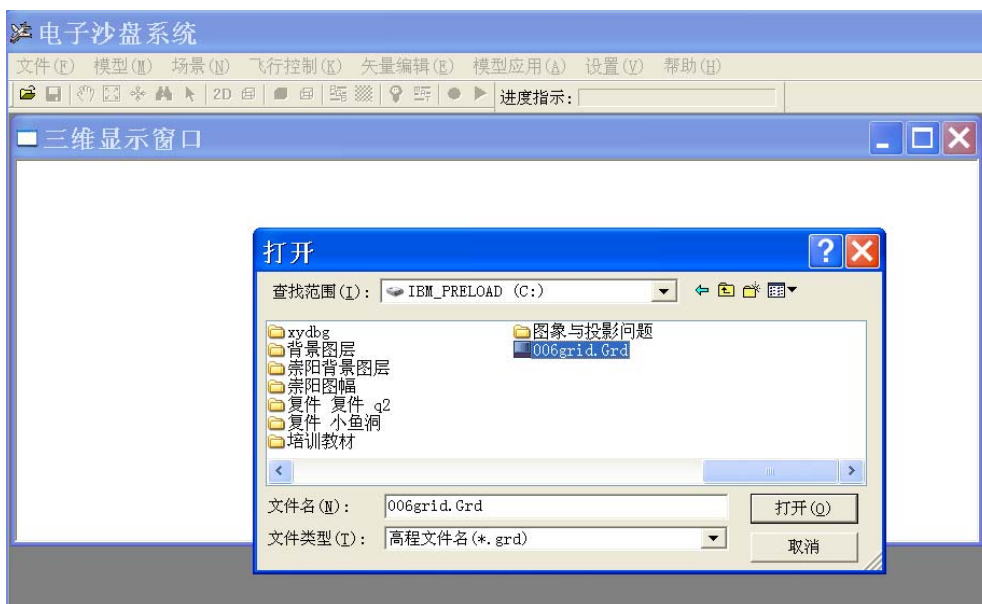 电子沙盘系统
文件(F) 模型(M) 场景(N) 飞行控制(K) 矢量编辑(E) 模型应用(A) 设置(V) 帮助(H)
2D 进度指示:
三维显示窗口
打开
查找范围(I): IBM_PRELOAD (C:)
xydbg 图象与投影问题
背景图层 006grid.Grd
崇阳背景图层
崇阳图幅
复件 复件 q2
复件 小鱼洞
培训教材
文件名(N): 006grid.Grd 打开(O)
文件类型(T): 高程文件名(*.grd) 取消